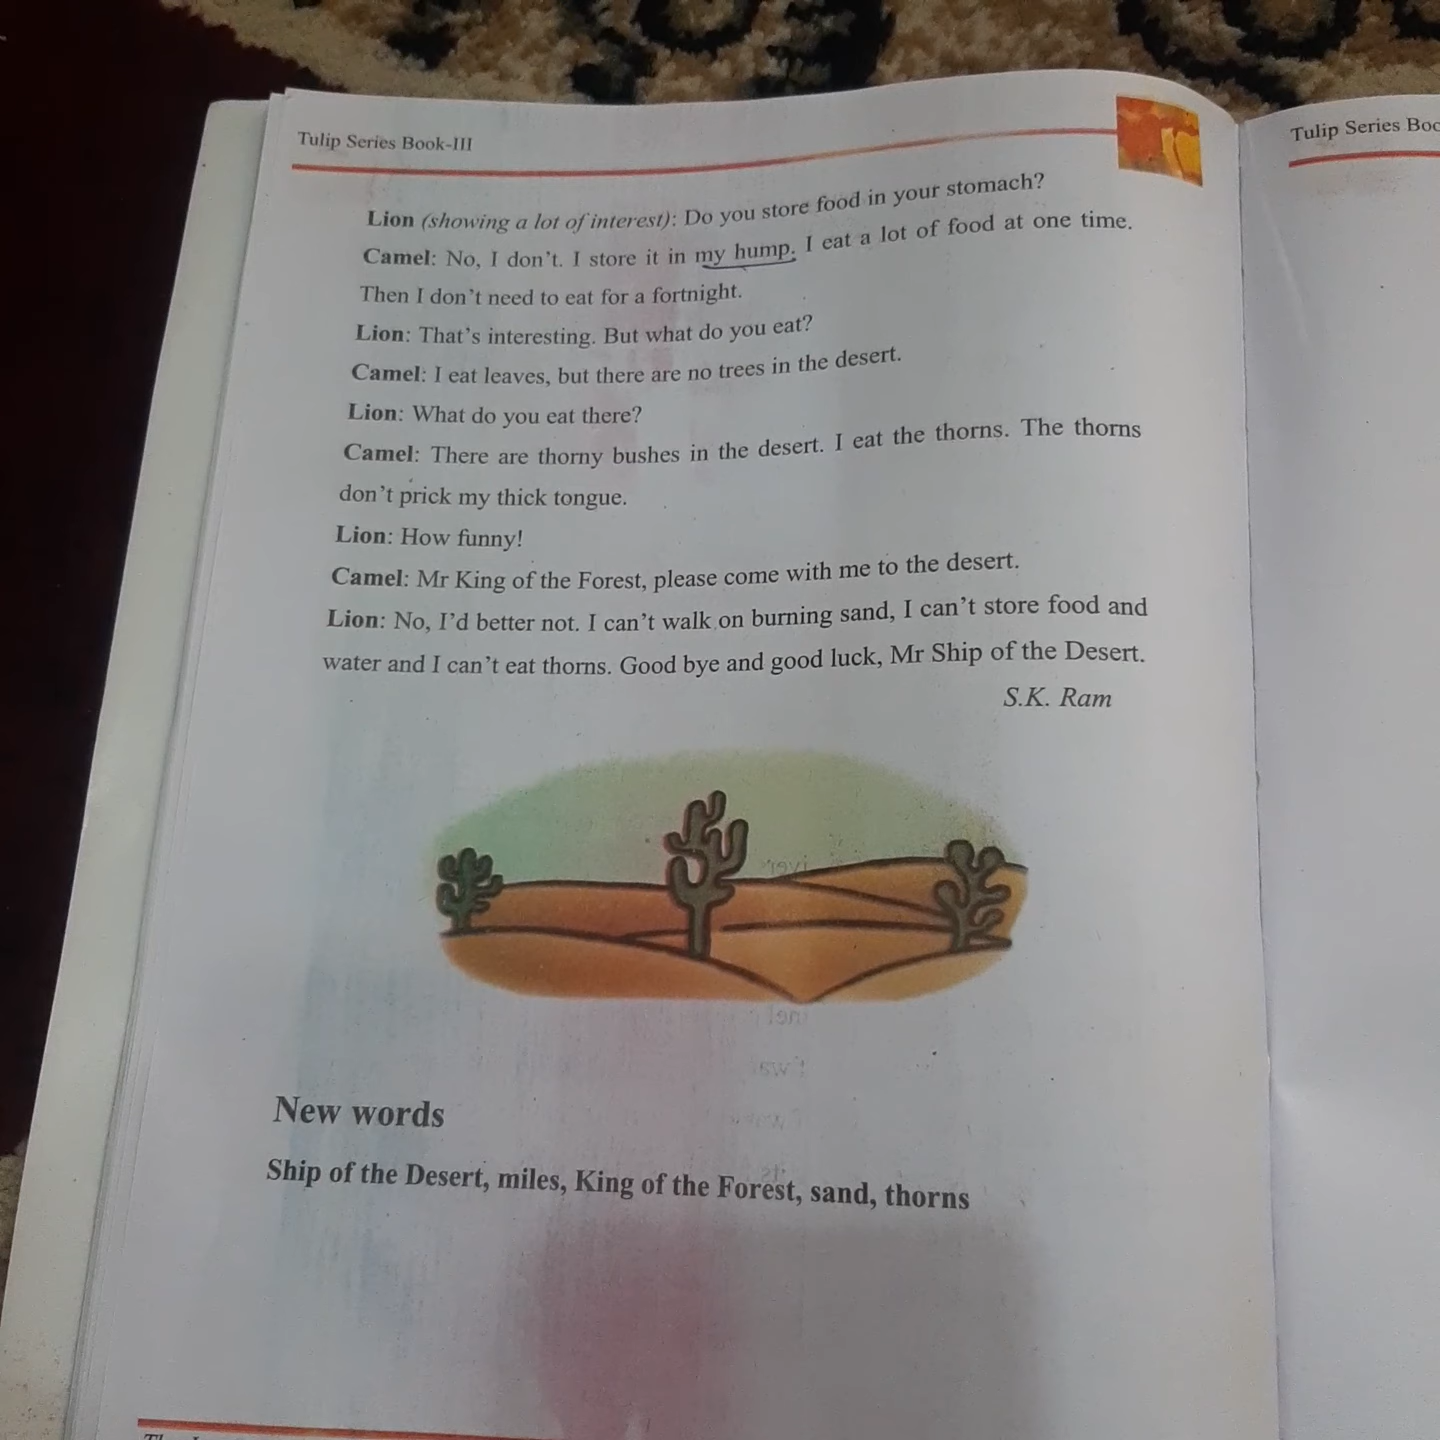 Tulip Series Book-III
Lion (showing a lot of interest): Do you store food in your stomach?
Camel: No, I don't. I store it in my hump. I eat a lot of food at one time.
Then I don't need to eat for a fortnight.
Lion: That's interesting. But what do you eat?
Camel: I eat leaves, but there are no trees in the desert.
Lion: What do you eat there?
Camel: There are thorny bushes in the desert. I eat the thorns. The thorns
don't prick my thick tongue.
Lion: How funny!
Camel: Mr King of the Forest, please come with me to the desert.
Lion: No, I'd better not. I can't walk on burning sand, I can't store food and
water and I can't eat thorns. Good bye and good luck, Mr Ship of the Desert.
S.K. Ram
New words
Ship of the Desert, miles, King of the Forest, sand, thorns
Tulip Series